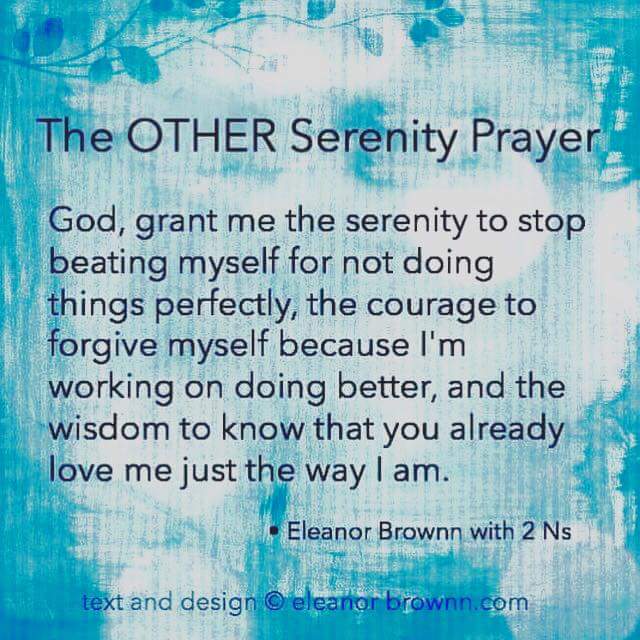 The OTHER Serenity Prayer
God, grant me the serenity to stop
beating myself for not doing
things perfectly, the courage to
forgive myself because I'm
working on doing better, and the
wisdom to know that you already
love me just the way I am.
• Eleanor Brownn with 2 Ns
text and design © eleanor brownn.com